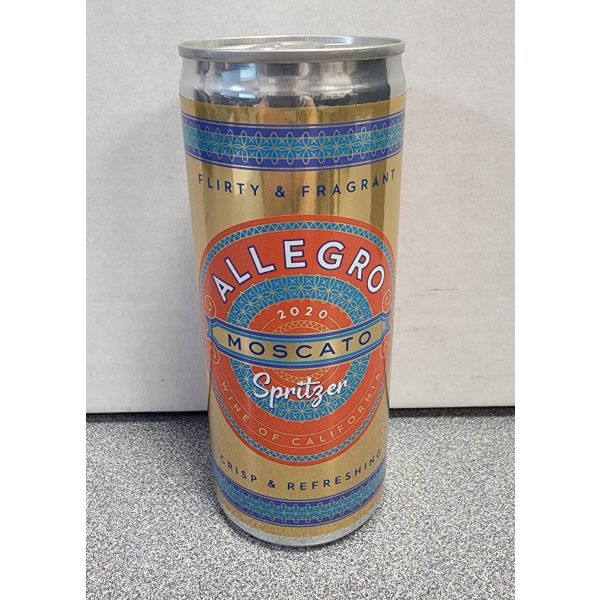 FLIRTY & FRAGRANT
ALLEGRO
2020
MOSCATO
Spritzer
WINE OF CALIFORNIA
CRISP & REFRESHING